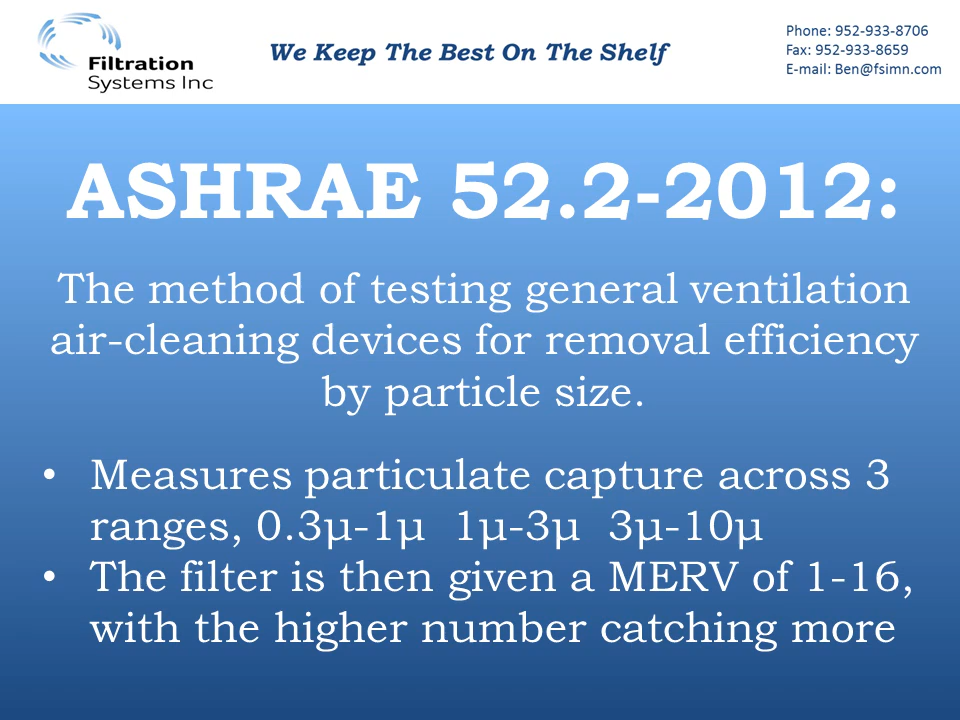 Filtration
Systems Inc
We Keep The Best On The Shelf
Phone: 952-933-8706
Fax: 952-933-8659
E-mail: Ben@fsimn.com
ASHRAE 52.2-2012:
The method of testing general ventilation
air-cleaning devices for removal efficiency
by particle size.
• Measures particulate capture across 3
ranges, 0.3µ-1µ 1µ-3µ 3µ-10µ
• The filter is then given a MERV of 1-16,
with the higher number catching more